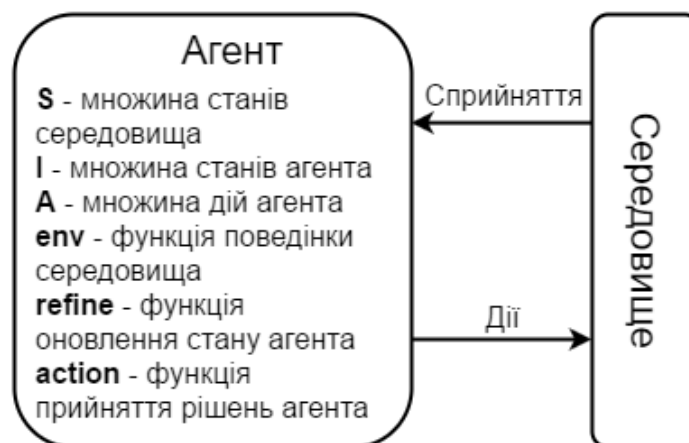 Агент
S - множина станів
середовища
I - множина станів агента
A - множина дій агента
env - функція поведінки
середовища
refine - функція
оновлення стану агента
action - функція
прийняття рішень агента
Сприйняття
Дії
Середовище